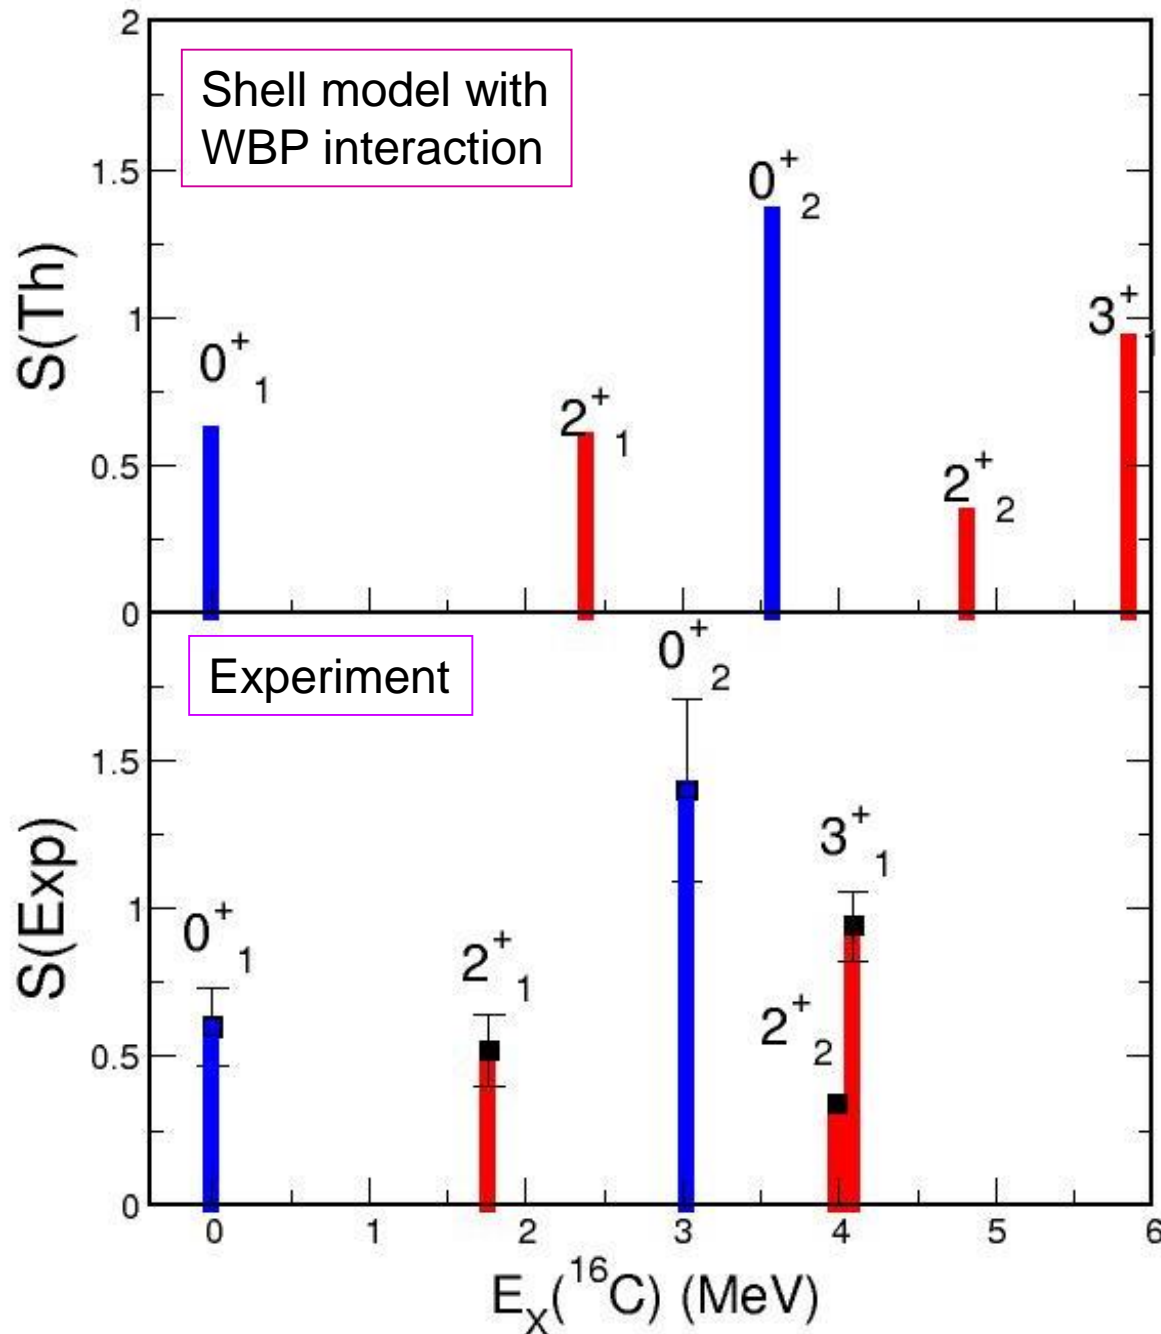 2
Shell model with
WBP interaction
1.5
1
0.5
0
S(Th)
0⁺₁
2⁺₁
0⁺₂
2⁺₂
3⁺₁
Experiment
1.5
1
0.5
0
S(Exp)
0⁺₁
2⁺₁
0⁺₂
2⁺₂
3⁺₁
0 1 2 3 4 5 6
Eₓ(¹⁶C) (MeV)